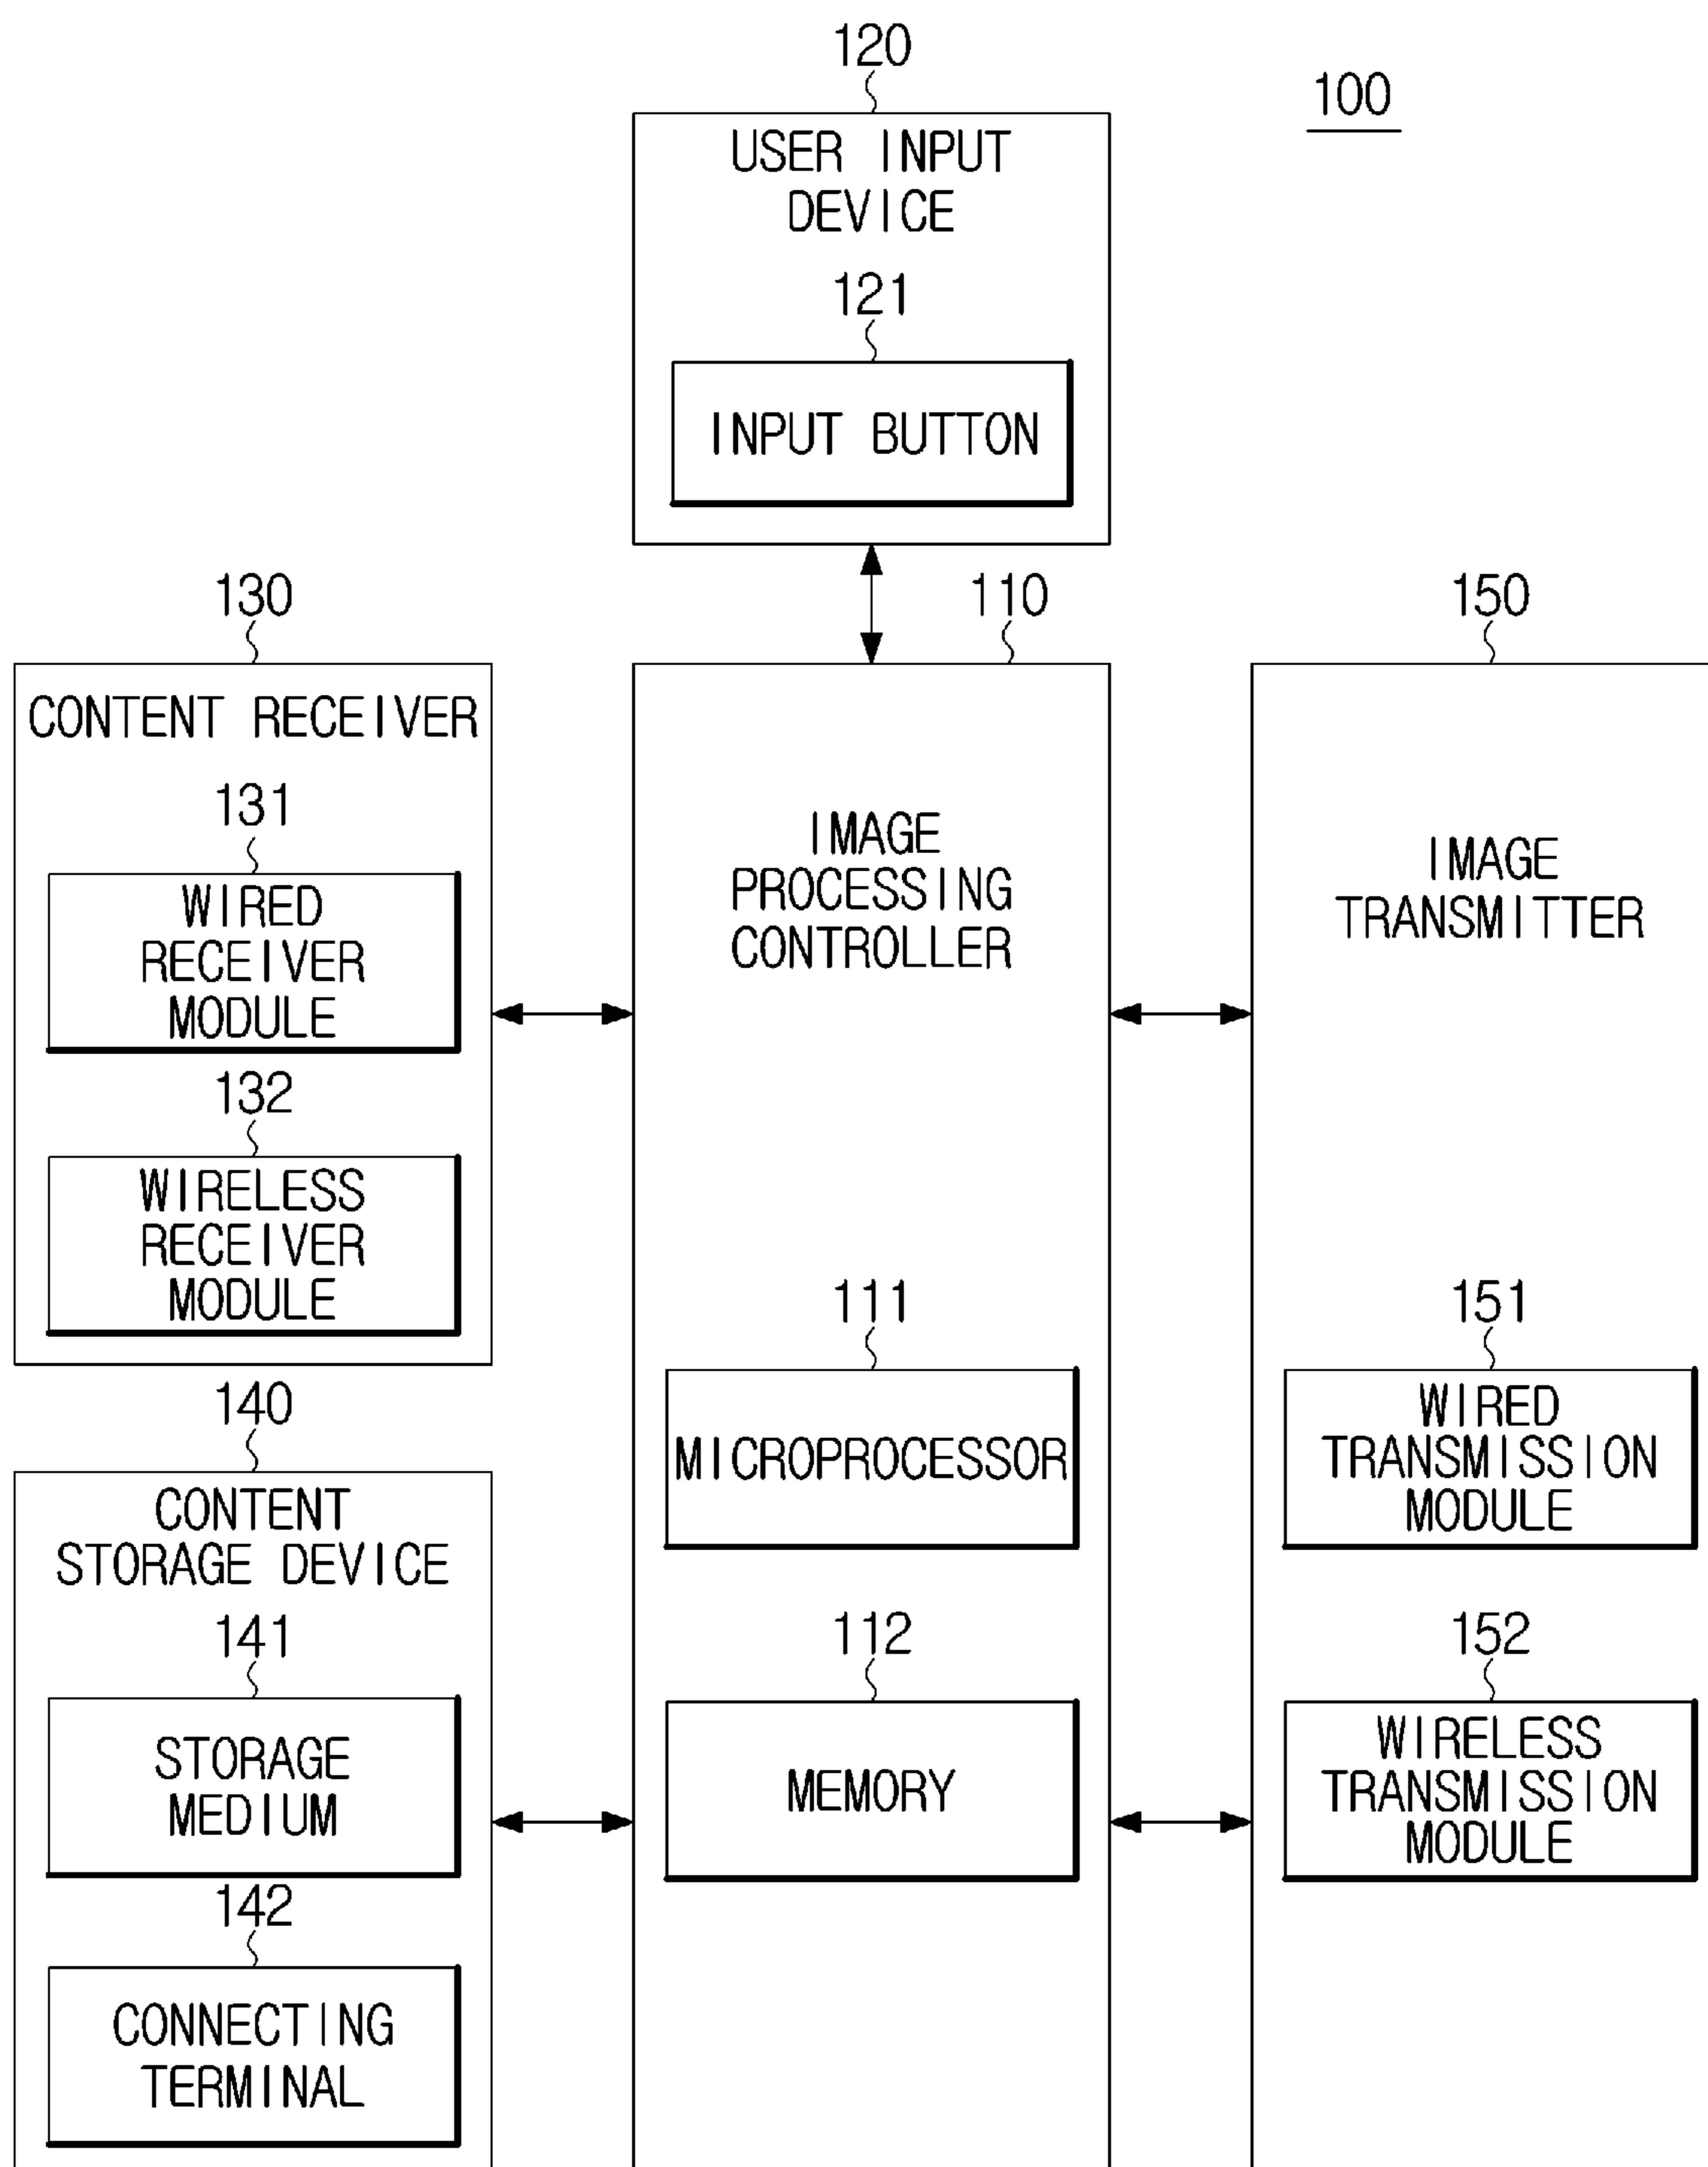 120
100
USER INPUT
DEVICE
121
INPUT BUTTON
130
CONTENT RECEIVER
131
WIRED
RECEIVER
MODULE
132
WIRELESS
RECEIVER
MODULE
140
CONTENT
STORAGE DEVICE
141
STORAGE
MEDIUM
142
CONNECTING
TERMINAL
110
IMAGE
PROCESSING
CONTROLLER
111
MICROPROCESSOR
112
MEMORY
150
IMAGE
TRANSMITTER
151
WIRED
TRANSMISSION
MODULE
152
WIRELESS
TRANSMISSION
MODULE